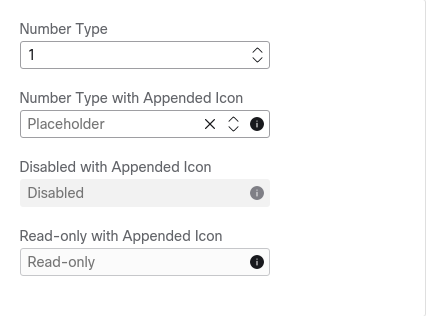 Number Type
1
Number Type with Appended Icon
Placeholder
Disabled with Appended Icon
Disabled
Read-only with Appended Icon
Read-only